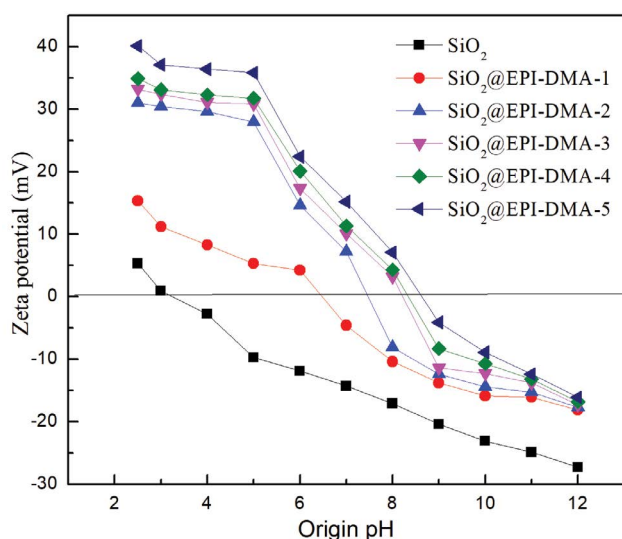 40
30
20
10
0
-10
-20
-30
Zeta potential (mV)
SiO2
SiO2@EPI-DMA-1
SiO2@EPI-DMA-2
SiO2@EPI-DMA-3
SiO2@EPI-DMA-4
SiO2@EPI-DMA-5
2 4 6 8 10 12
Origin pH